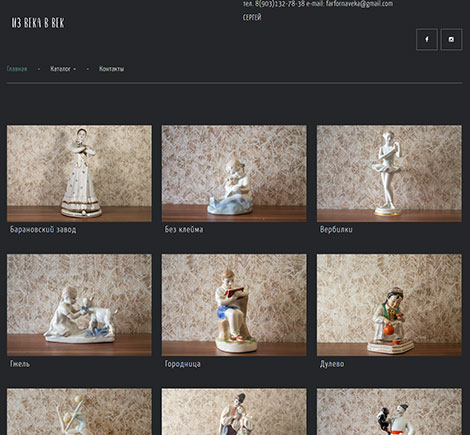 тел. 8(903)132-78-38 e-mail: farfornaveka@gmail.com
ИЗ ВЕКА В ВЕК
СЕРГЕЙ
Главная - Каталог - Контакты
Барановский завод
Без клейма
Вербилки
Гжель
Городница
Дулево